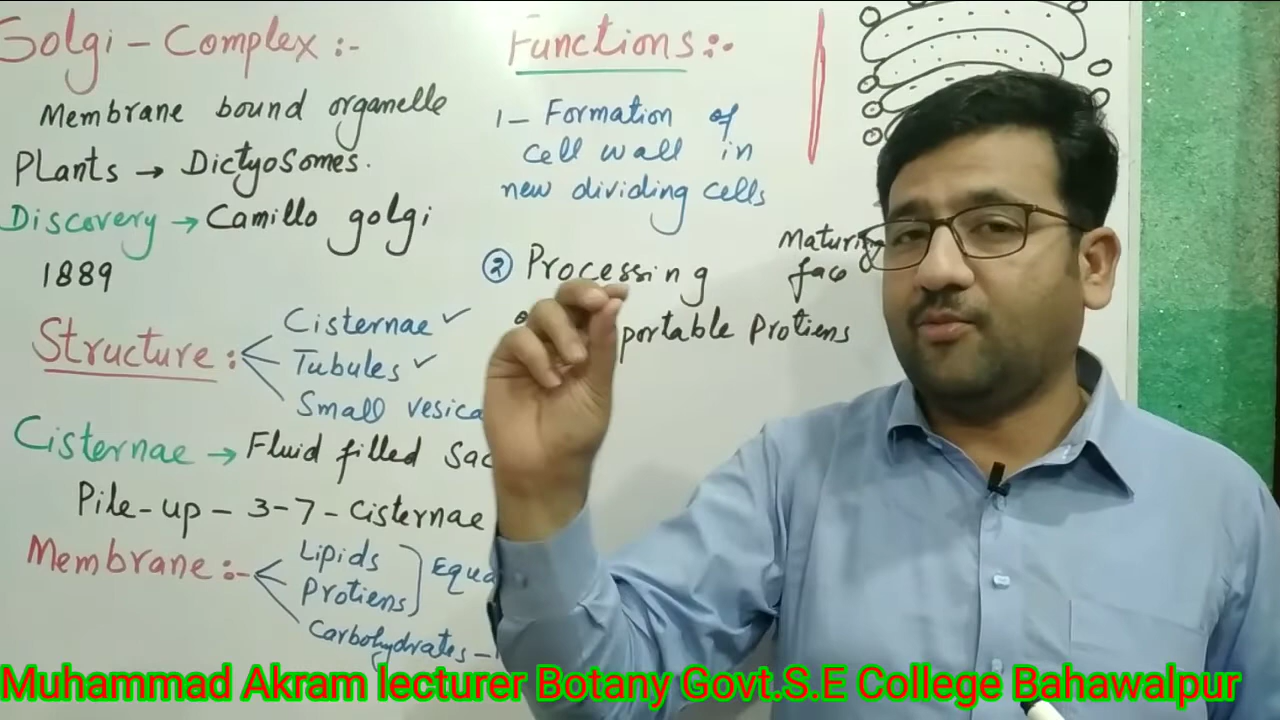 Golgi - Complex :-
Membrane bound organelle
Plants → Dictyosomes.
Discovery → Camillo golgi
1889
Structure :
Cisternae ✓
Tubules ✓
Small vesica
Cisternae → Fluid filled Sac
Pile-up - 3-7 - cisternae
Membrane :-
Lipids
Protiens
Equa
Carbohydrates -
Functions :-
1- Formation of
cell wall in
new dividing cells
② Processing
portable Protiens
Maturing
face
Muhammad Akram lecturer Botany Govt.S.E College Bahawalpur